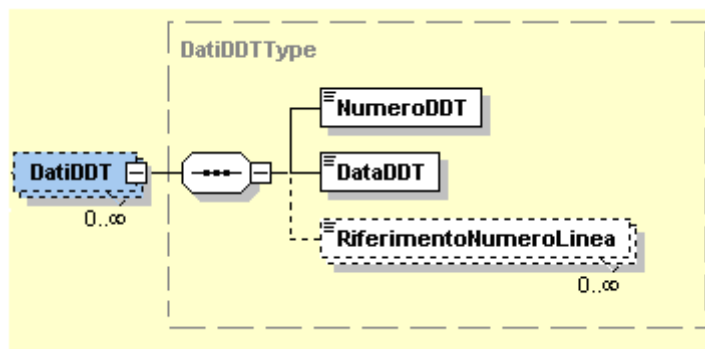 DatiDDTType
NumeroDDT
DatiDDT
DataDDT
0..∞
RiferimentoNumeroLinea
0..∞